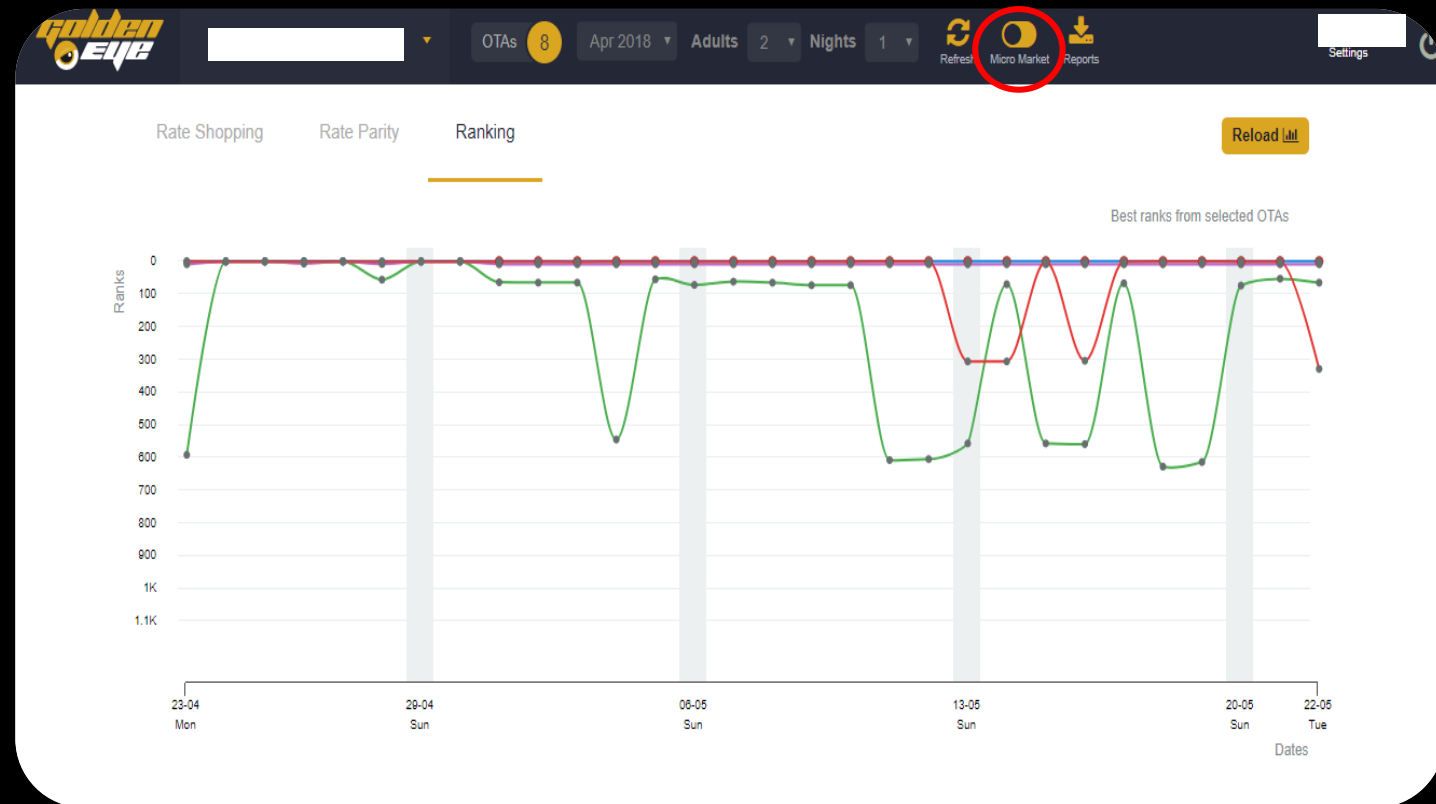 Golden
EYE
OTAs 8 Apr 2018 Adults 2 Nights 1 Refresh Micro Market Reports Settings
Rate Shopping Rate Parity Ranking Reload
Best ranks from selected OTAs
Ranks
0
100
200
300
400
500
600
700
800
900
1K
1.1K
23-04 29-04 06-05 13-05 20-05 22-05
Mon Sun Sun Sun Sun Tue
Dates